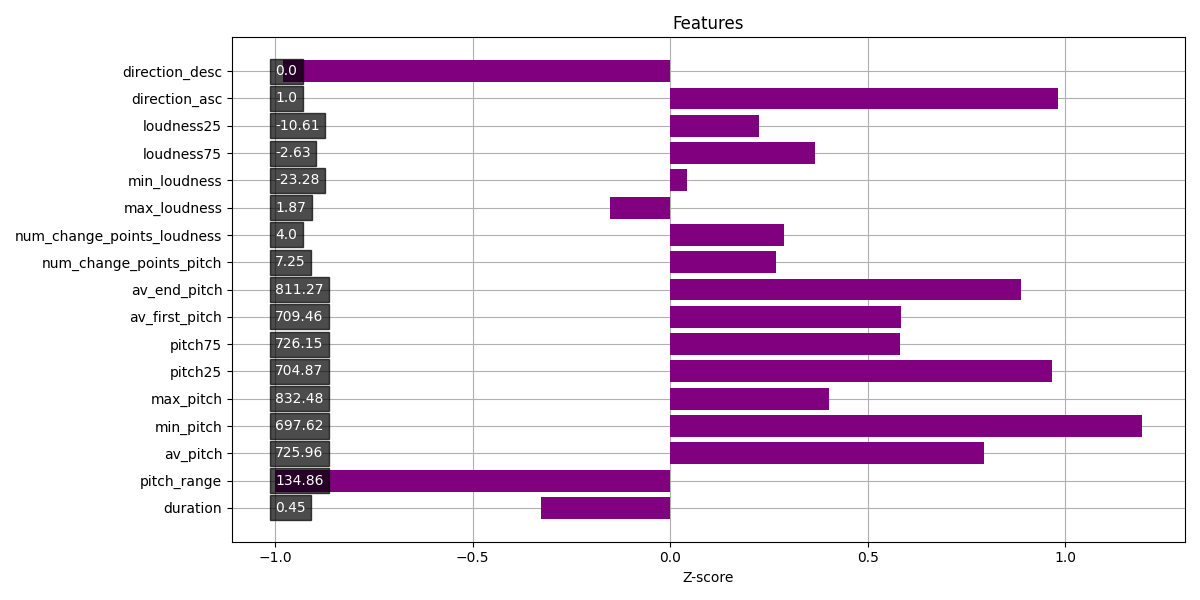 Features
direction_desc 0.0
direction_asc 1.0
loudness25 -10.61
loudness75 -2.63
min_loudness -23.28
max_loudness 1.87
num_change_points_loudness 4.0
num_change_points_pitch 7.25
av_end_pitch 811.27
av_first_pitch 709.46
pitch75 726.15
pitch25 704.87
max_pitch 832.48
min_pitch 697.62
av_pitch 725.96
pitch_range 134.86
duration 0.45
−1.0 −0.5 0.0 0.5 1.0
Z-score